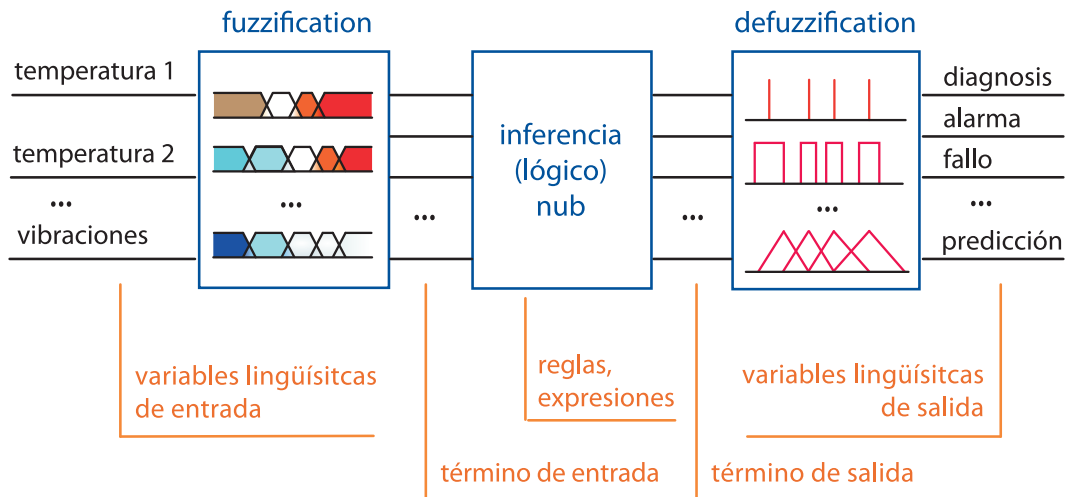 fuzzification
defuzzification
temperatura 1
temperatura 2
...
vibraciones
...
...
inferencia
(lógico)
nub
...
...
diagnosis
alarma
fallo
...
predicción
variables lingüísitcas
de entrada
reglas,
expresiones
variables lingüísitcas
de salida
término de entrada
término de salida